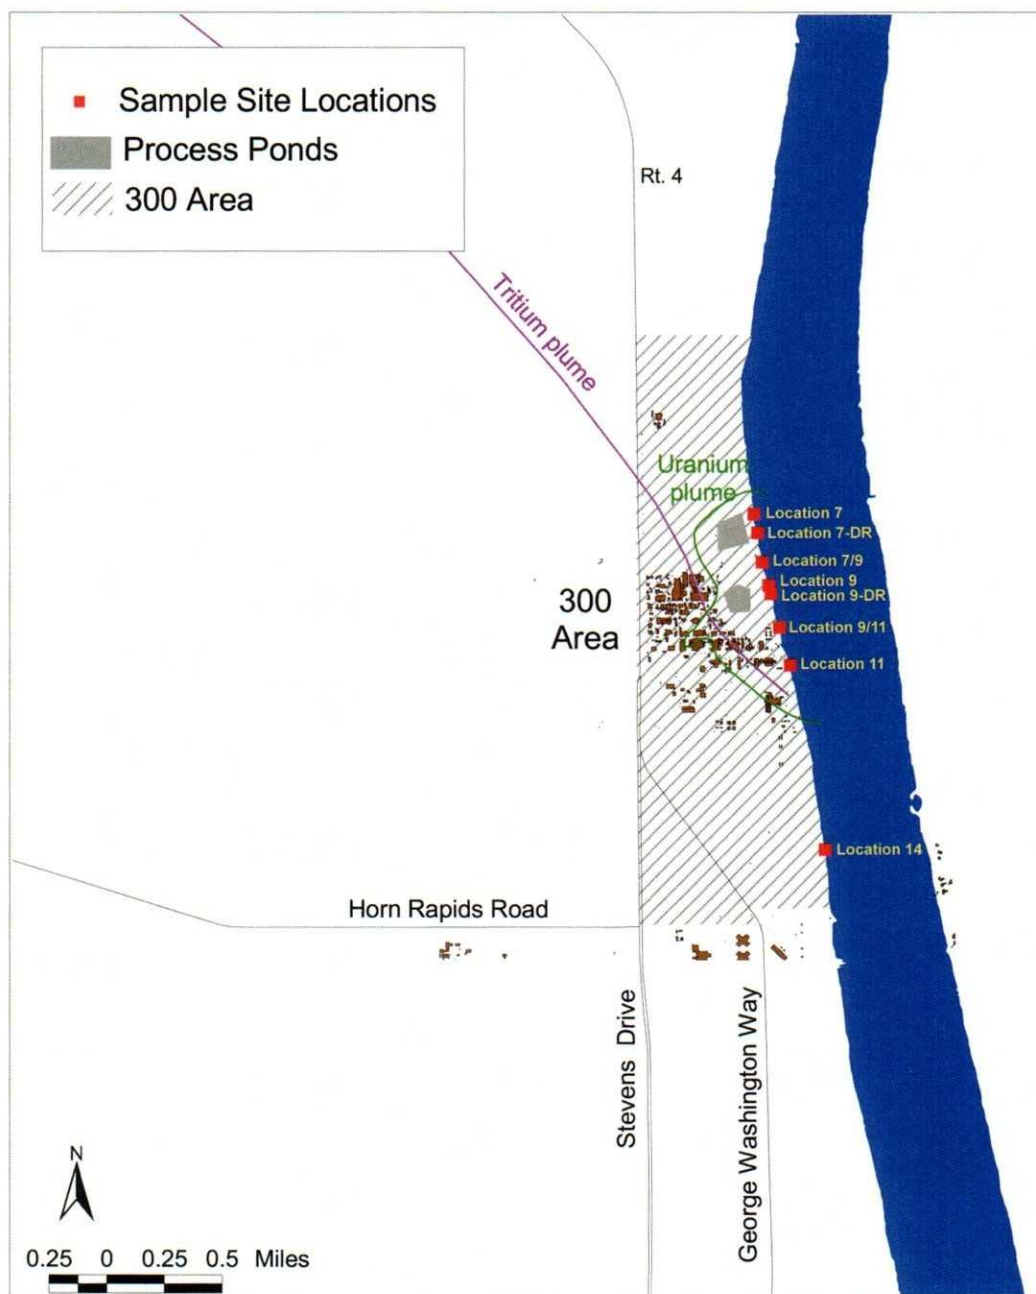 Sample Site Locations
Process Ponds
300 Area
Rt. 4
Tritium plume
Uranium
plume
Location 7
Location 7-DR
Location 7/9
Location 9
Location 9-DR
Location 9/11
Location 11
300
Area
Location 14
Horn Rapids Road
Stevens Drive
George Washington Way
N
0.25 0 0.25 0.5 Miles